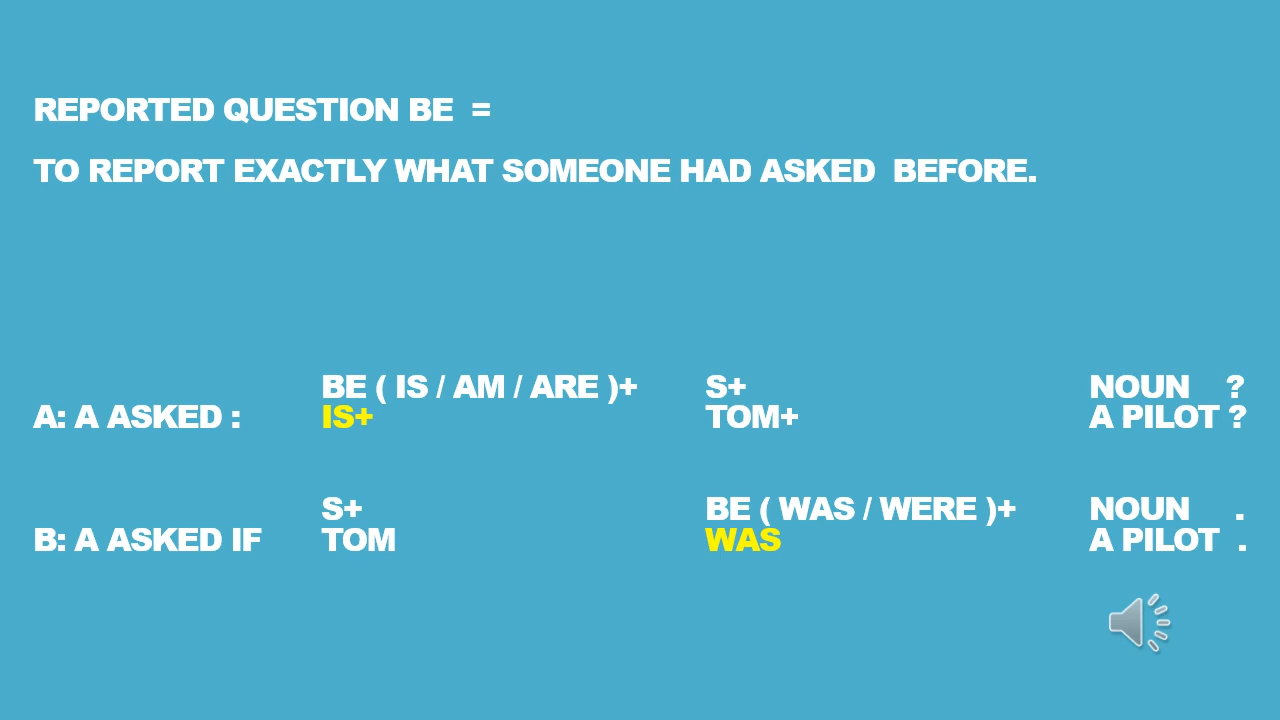 REPORTED QUESTION BE =
TO REPORT EXACTLY WHAT SOMEONE HAD ASKED BEFORE.
BE ( IS / AM / ARE )+ S+ NOUN ?
A: A ASKED : IS+ TOM+ A PILOT ?
S+ BE ( WAS / WERE )+ NOUN .
B: A ASKED IF TOM WAS A PILOT .